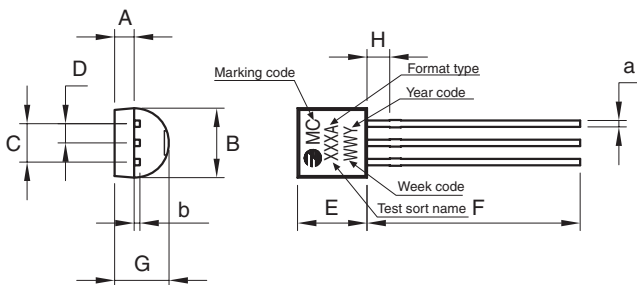 A
H
D
Marking code
Format type
a
Year code
C
B
MC
XXXA
WWY
b
Week code
Test sort name
E
F
G